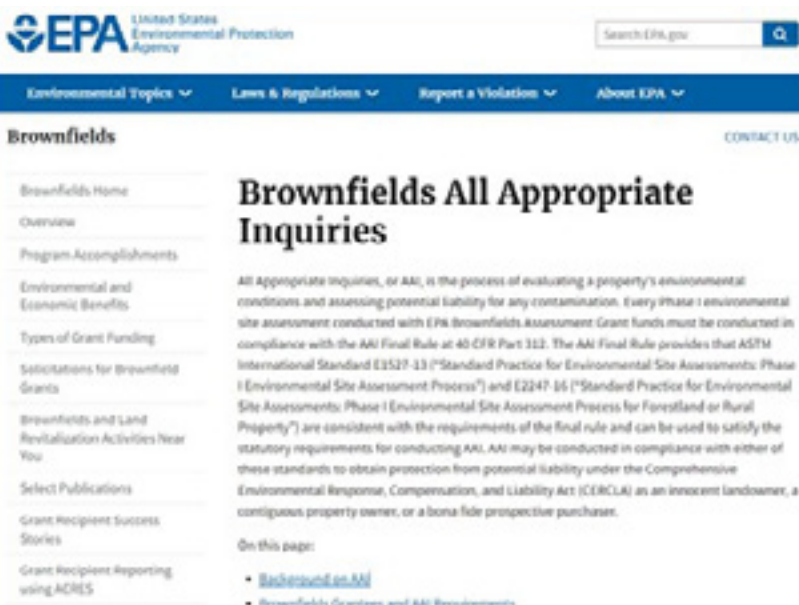 EPA United States
Environmental Protection
Agency
Search EPA.gov
Environmental Topics Laws & Regulations Report a Violation About EPA
Brownfields
CONTACT US
Brownfields Home
Overview
Program Accomplishments
Environmental and
Economic Benefits
Types of Grant Funding
Solicitations for Brownfield
Grants
Brownfields and Land
Revitalization Activities Near
You
Select Publications
Grant Recipient Success
Stories
Grant Recipient Reporting
using ACRES
Brownfields All Appropriate
Inquiries
All Appropriate Inquiries, or AAI, is the process of evaluating a property's environmental
conditions and assessing potential liability for any contamination. Every Phase I environmental
site assessment conducted with EPA Brownfields Assessment Grant funds must be conducted in
compliance with the AAI Final Rule at 40 CFR Part 312. The AAI Final Rule provides that ASTM
International Standard E1527-13 ("Standard Practice for Environmental Site Assessments: Phase
I Environmental Site Assessment Process") and E2247-16 ("Standard Practice for Environmental
Site Assessments: Phase I Environmental Site Assessment Process for Forestland or Rural
Property") are consistent with the requirements of the final rule and can be used to satisfy the
statutory requirements for conducting AAI. AAI may be conducted in compliance with either of
these standards to obtain protection from potential liability under the Comprehensive
Environmental Response, Compensation, and Liability Act (CERCLA) as an innocent landowner, a
contiguous property owner, or a bona fide prospective purchaser.
On this page:
• Background on AAI
• Brownfields Grantees and AAI Requirements